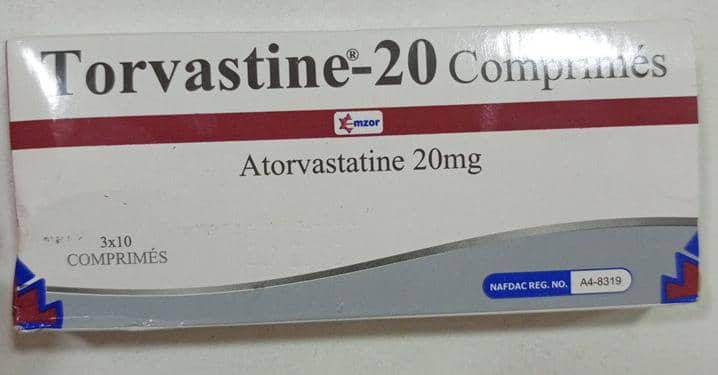 Torvastine®-20 Comprimés
Emzor
Atorvastatine 20mg
3x10
COMPRIMÉS
NAFDAC REG. NO. A4-8319